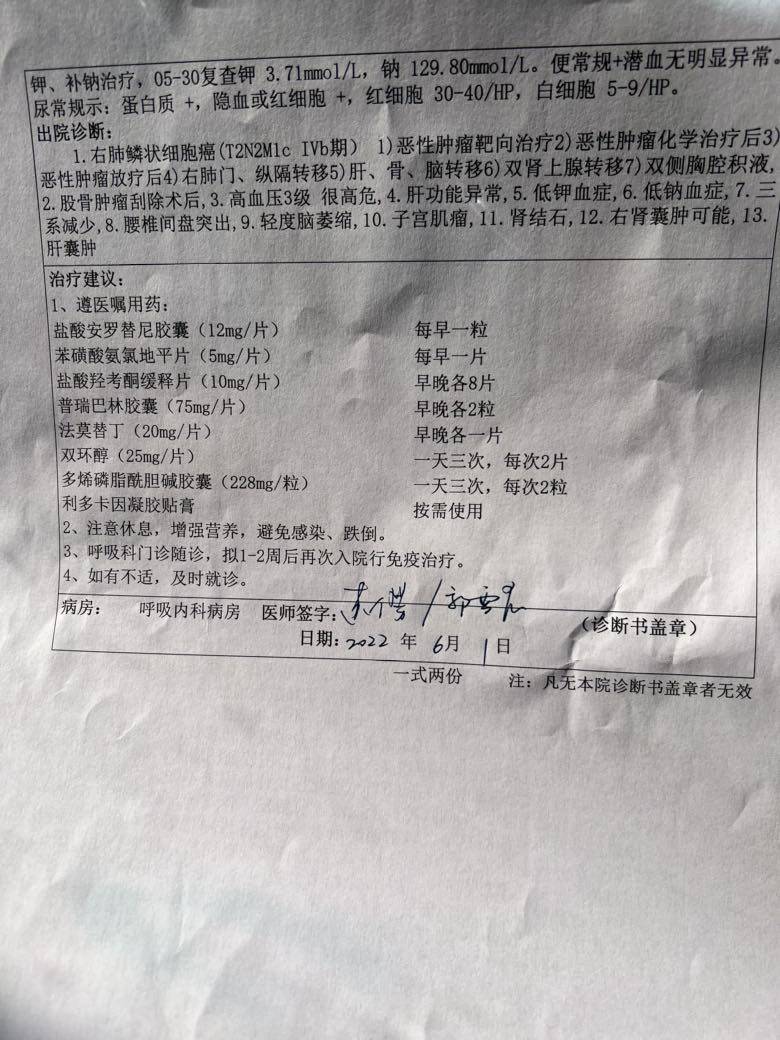 钾、补钠治疗，05-30复查钾 3.71mmol/L，钠 129.80mmol/L。便常规+潜血无明显异常。
尿常规示：蛋白质 +，隐血或红细胞 +，红细胞 30-40/HP，白细胞 5-9/HP。
出院诊断：
1.右肺鳞状细胞癌(T2N2M1c IVb期） 1)恶性肿瘤靶向治疗2)恶性肿瘤化学治疗后3)
恶性肿瘤放疗后4)右肺门、纵隔转移5)肝、骨、脑转移6)双肾上腺转移7)双侧胸腔积液,
2.股骨肿瘤刮除术后,3.高血压3级 很高危,4.肝功能异常,5.低钾血症,6.低钠血症,7.三
系减少,8.腰椎间盘突出,9.轻度脑萎缩,10.子宫肌瘤,11.肾结石,12.右肾囊肿可能,13.
肝囊肿
治疗建议：
1、遵医嘱用药：
盐酸安罗替尼胶囊（12mg/片） 每早一粒
苯磺酸氨氯地平片（5mg/片） 每早一片
盐酸羟考酮缓释片（10mg/片） 早晚各8片
普瑞巴林胶囊（75mg/片） 早晚各2粒
法莫替丁（20mg/片） 早晚各一片
双环醇（25mg/片） 一天三次，每次2片
多烯磷脂酰胆碱胶囊（228mg/粒） 一天三次，每次2粒
利多卡因凝胶贴膏 按需使用
2、注意休息，增强营养，避免感染、跌倒。
3、呼吸科门诊随诊，拟1-2周后再次入院行免疫治疗。
4、如有不适，及时就诊。
病房： 呼吸内科病房 医师签字： （诊断书盖章）
日期：2022 年 6月 1日
一式两份 注：凡无本院诊断书盖章者无效